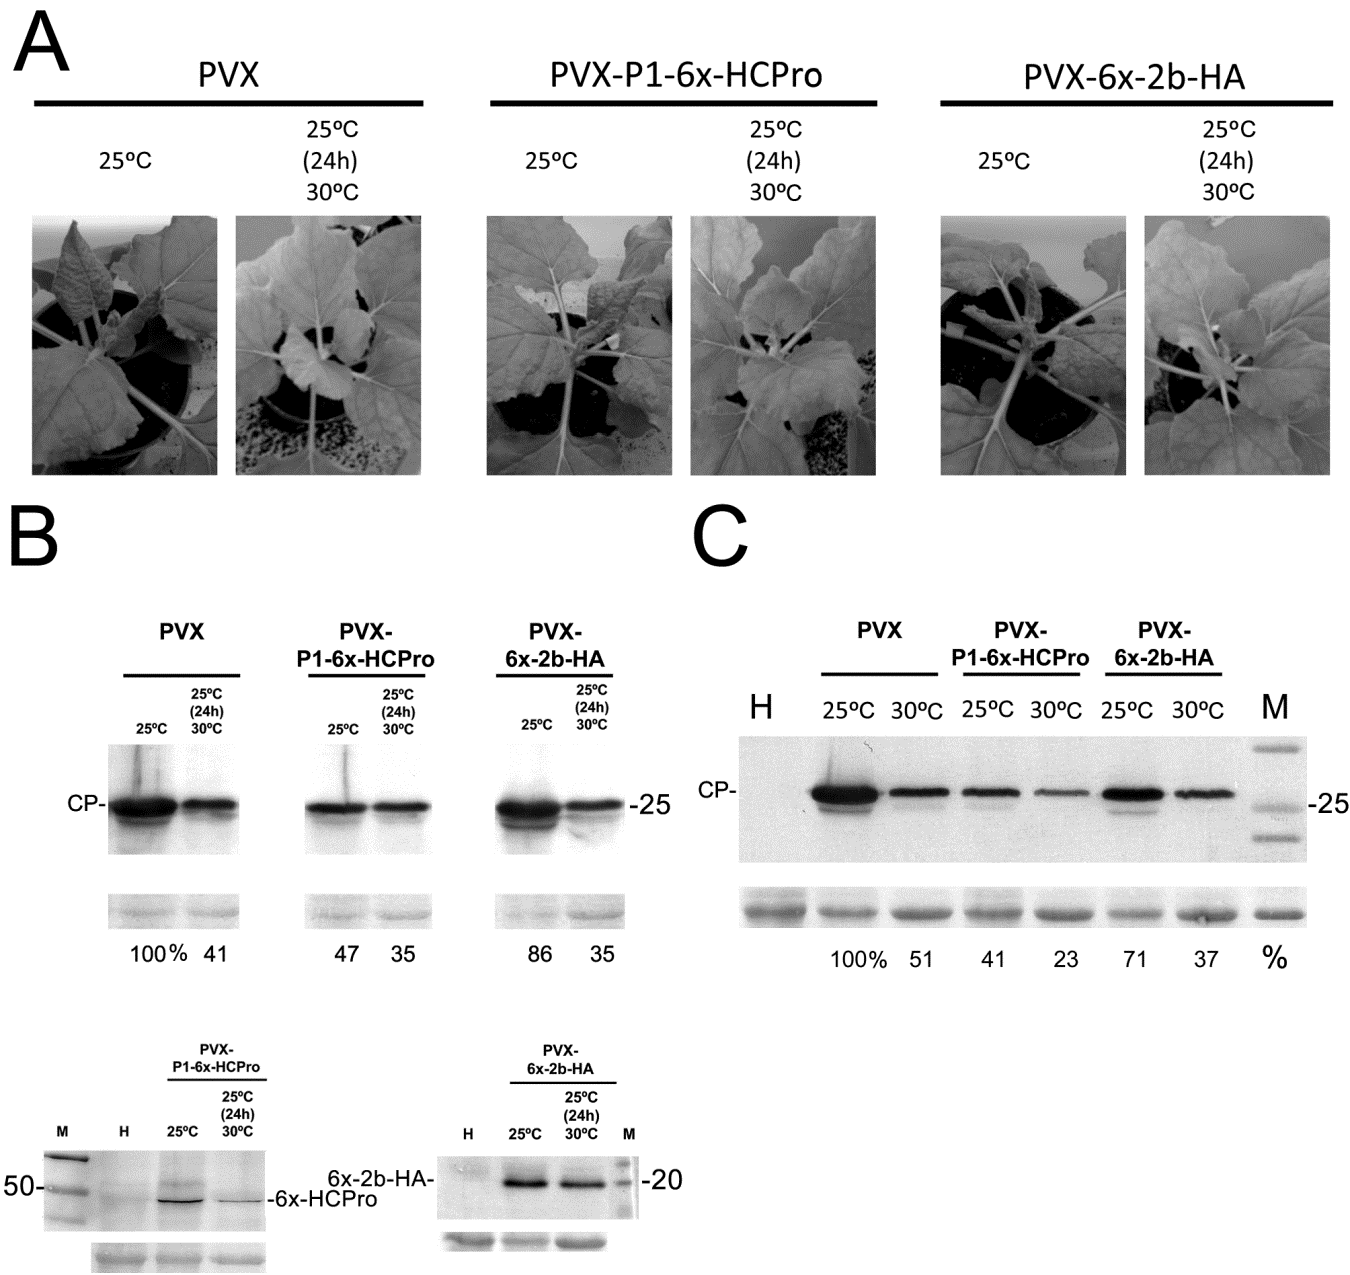 A
PVX
PVX-P1-6x-HCPro
PVX-6x-2b-HA
25ºC
25ºC
(24h)
30ºC
25ºC
25ºC
(24h)
30ºC
25ºC
25ºC
(24h)
30ºC
B
PVX
PVX-
P1-6x-HCPro
PVX-
6x-2b-HA
25ºC
25ºC
(24h)
30ºC
25ºC
25ºC
(24h)
30ºC
25ºC
25ºC
(24h)
30ºC
CP-
-25
100% 41 47 35 86 35
PVX-
P1-6x-HCPro
M H 25ºC
25ºC
(24h)
30ºC
50-
-6x-HCPro
PVX-
6x-2b-HA
H 25ºC
25ºC
(24h)
30ºC
M
6x-2b-HA-
-20
C
PVX
PVX-
P1-6x-HCPro
PVX-
6x-2b-HA
H 25ºC 30ºC 25ºC 30ºC 25ºC 30ºC M
CP-
-25
100% 51 41 23 71 37 %